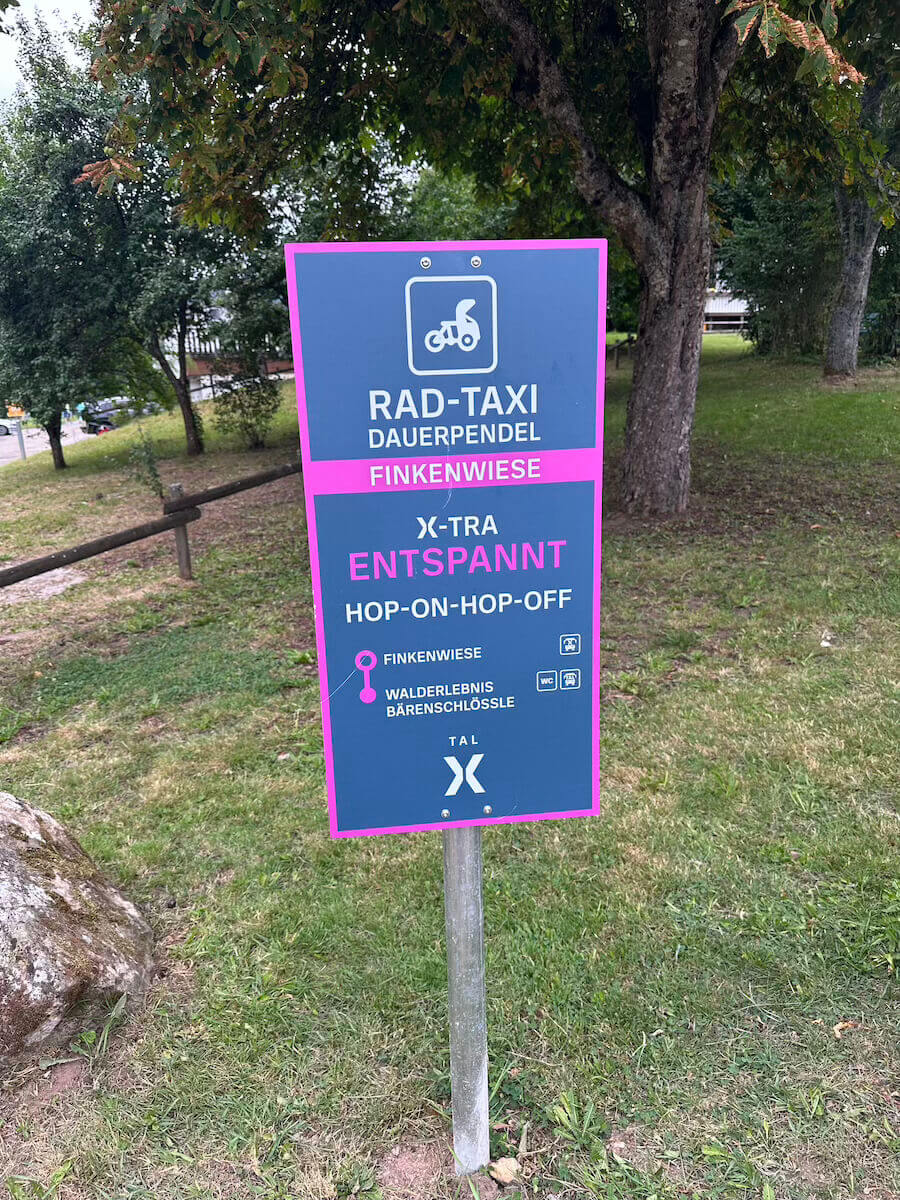 RAD-TAXI
DAUERPENDEL
FINKENWIESE
X-TRA
ENTSPANNT
HOP-ON-HOP-OFF
FINKENWIESE
WC
WALDERLEBNIS
BÄRENSCHLÖSSLE
TAL
X